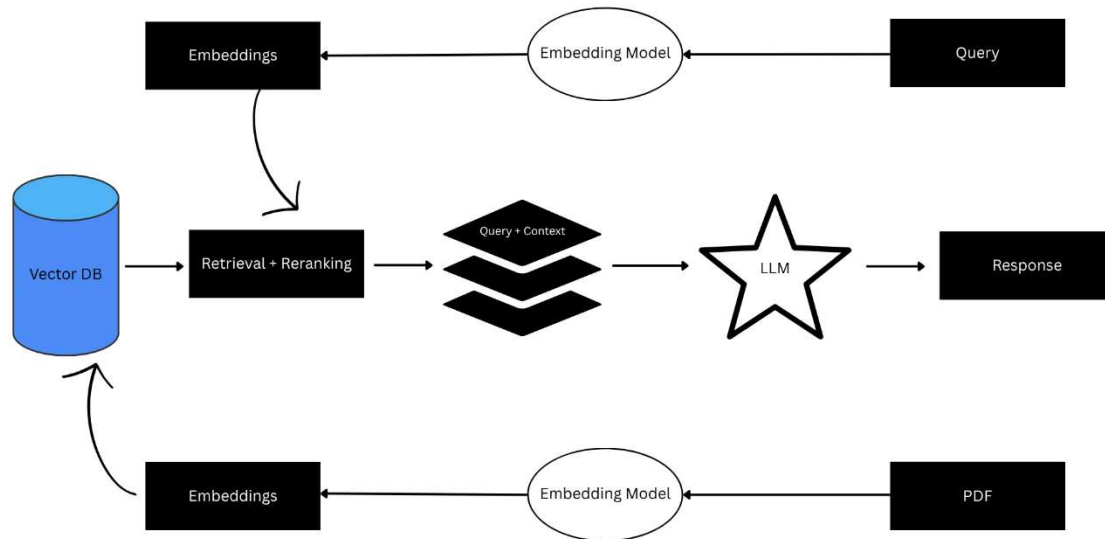 Embeddings
Embedding Model
Query
Vector DB
Retrieval + Reranking
Query + Context
LLM
Response
Embeddings
Embedding Model
PDF